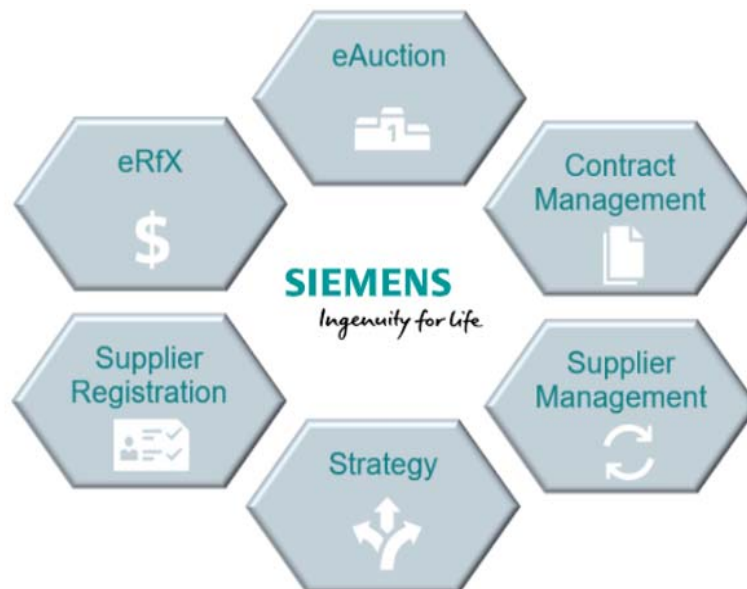 eAuction
1
eRfX
$
Contract
Management
SIEMENS
Ingenuity for life
Supplier
Registration
Supplier
Management
Strategy